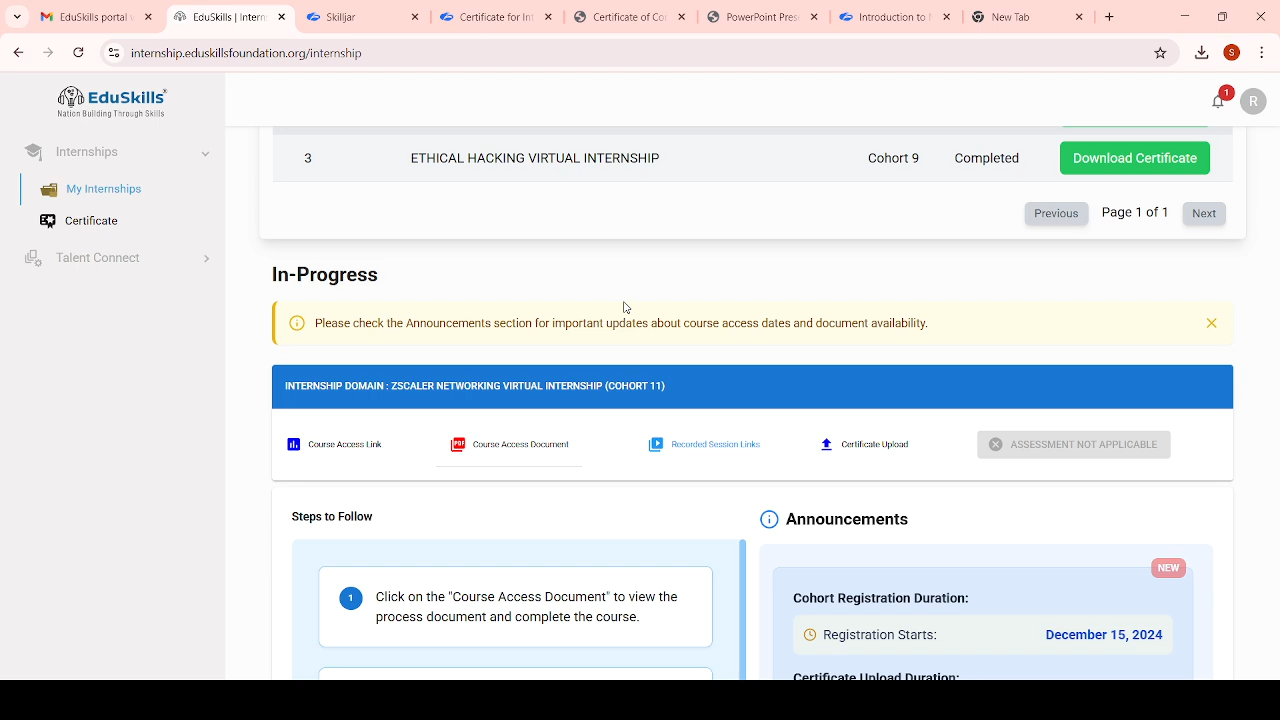 EduSkills portal v
EduSkills | Intern
Skilljar
Certificate for Int
Certificate of Co
PowerPoint Pres
Introduction to
New Tab
internship.eduskillsfoundation.org/internship
S
EduSkills
Nation Building Through Skills
1
R
Internships
My Internships
Certificate
Talent Connect
3 ETHICAL HACKING VIRTUAL INTERNSHIP Cohort 9 Completed Download Certificate
Previous Page 1 of 1 Next
In-Progress
Please check the Announcements section for important updates about course access dates and document availability.
INTERNSHIP DOMAIN : ZSCALER NETWORKING VIRTUAL INTERNSHIP (COHORT 11)
Course Access Link
PDF Course Access Document
Recorded Session Links
Certificate Upload
ASSESSMENT NOT APPLICABLE
Steps to Follow
1
Click on the "Course Access Document" to view the
process document and complete the course.
Announcements
NEW
Cohort Registration Duration:
Registration Starts: December 15, 2024
Certificate Upload Duration: